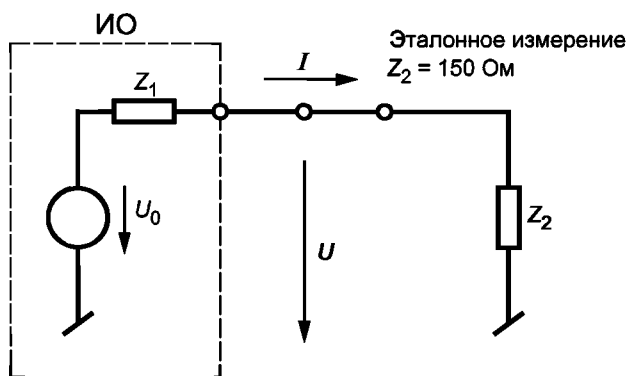 ИО
Эталонное измерение
Z2 = 150 Ом
I
Z1
U0
U
Z2